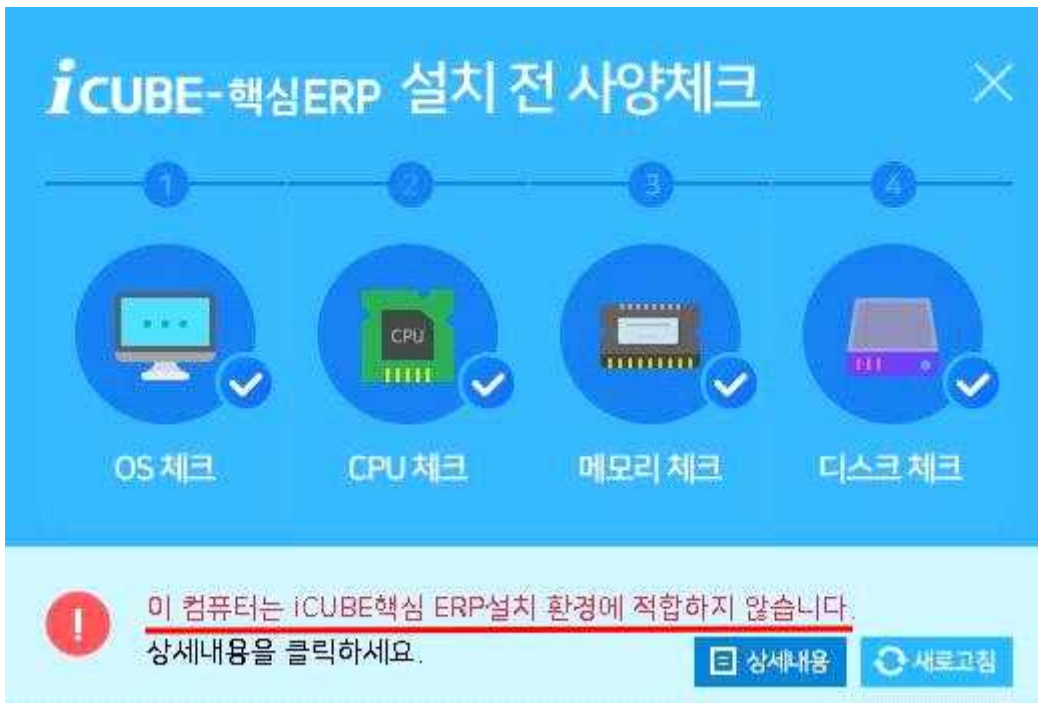 iCUBE-핵심ERP 설치 전 사양체크
1
2
3
4
CPU
OS 체크
CPU 체크
메모리 체크
디스크 체크
이 컴퓨터는 iCUBE핵심 ERP설치 환경에 적합하지 않습니다.
상세내용을 클릭하세요.
상세내용
새로고침